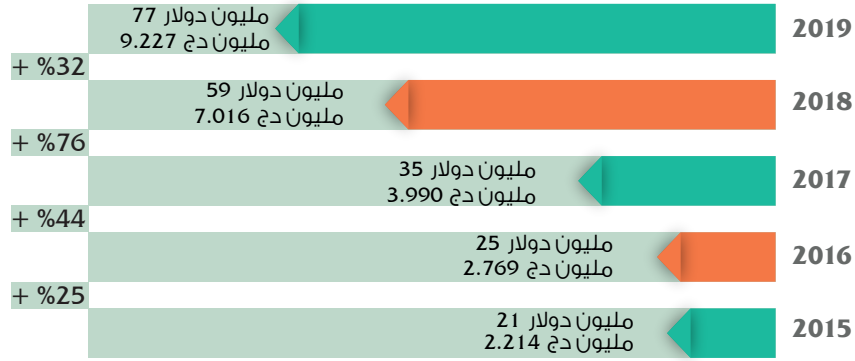 2019
77 مليون دولار
9.227 مليون دج
+ %32
2018
59 مليون دولار
7.016 مليون دج
+ %76
2017
35 مليون دولار
3.990 مليون دج
+ %44
2016
25 مليون دولار
2.769 مليون دج
+ %25
2015
21 مليون دولار
2.214 مليون دج